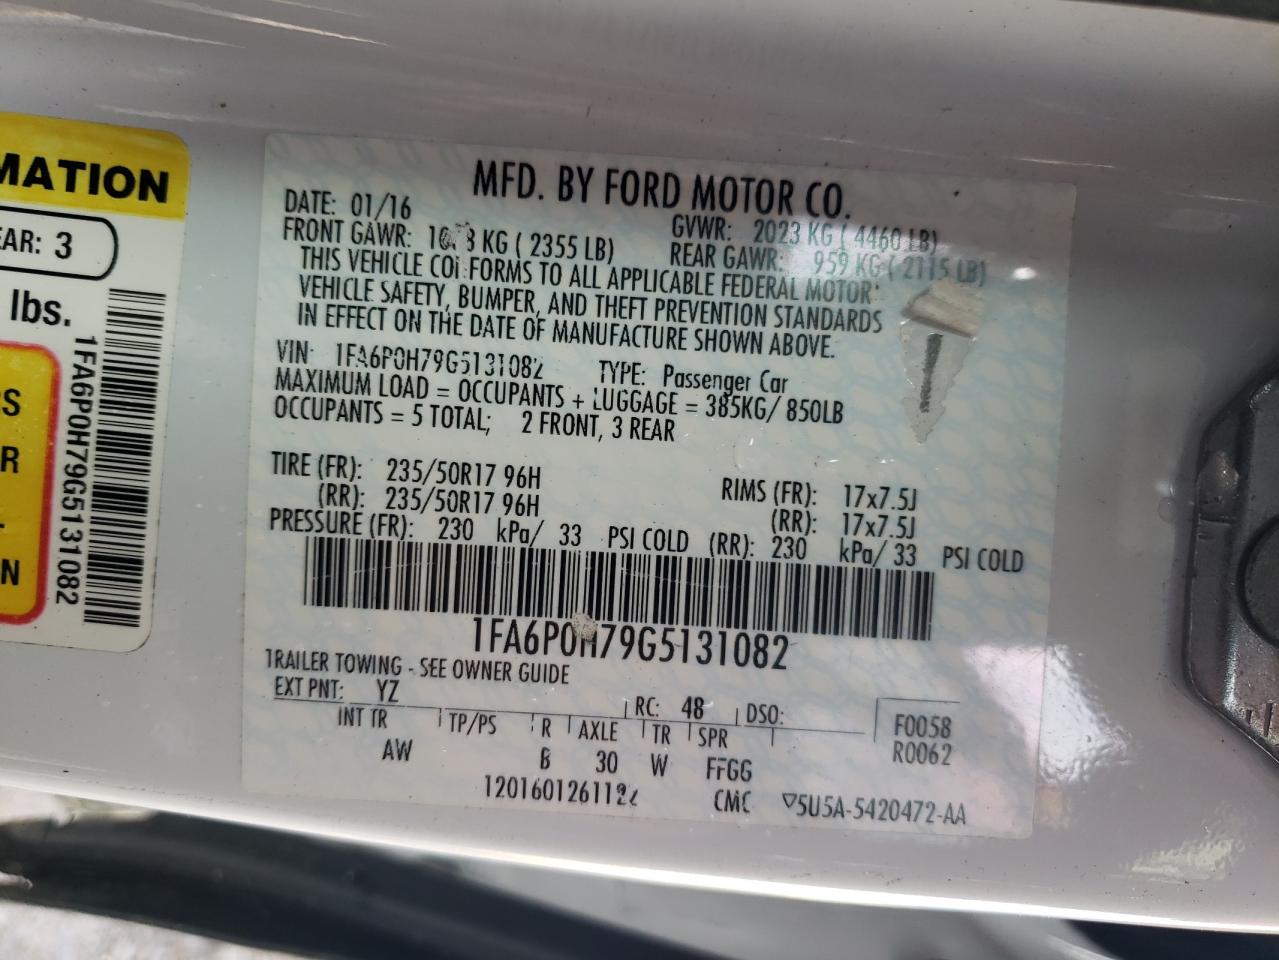 MATION
EAR: 3
lbs.
1FA6P0H79G5131082
S
R
N
MFD. BY FORD MOTOR CO.
DATE: 01/16 GVWR: 2023 KG ( 4460 LB)
FRONT GAWR: KG ( 2355 LB) REAR GAWR: 959 KG ( 2115 LB)
THIS VEHICLE CONFORMS TO ALL APPLICABLE FEDERAL MOTOR
VEHICLE SAFETY, BUMPER, AND THEFT PREVENTION STANDARDS
IN EFFECT ON THE DATE OF MANUFACTURE SHOWN ABOVE.
VIN: 1FA6P0H79G5131082 TYPE: Passenger Car
MAXIMUM LOAD = OCCUPANTS + LUGGAGE = 385KG/ 850LB
OCCUPANTS = 5 TOTAL; 2 FRONT, 3 REAR
TIRE (FR): 235/50R17 96H RIMS (FR): 17x7.5J
(RR): 235/50R17 96H (RR): 17x7.5J
PRESSURE (FR): 230 kPa/ 33 PSI COLD (RR): 230 kPa/ 33 PSI COLD
1FA6P0H79G5131082
TRAILER TOWING - SEE OWNER GUIDE
EXT PNT: YZ RC: 48 DSO:
INT TR TP/PS R AXLE TR SPR F0058
AW B 30 W FFGG R0062
CMC ▽5U5A-5420472-AA